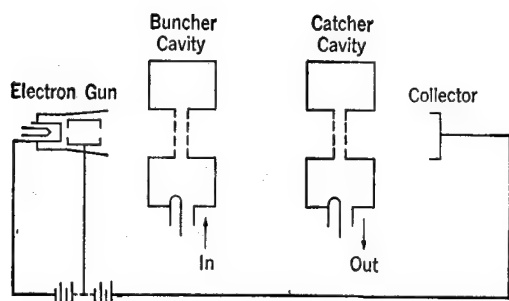 Buncher
Cavity
Catcher
Cavity
Electron Gun
Collector
In
Out